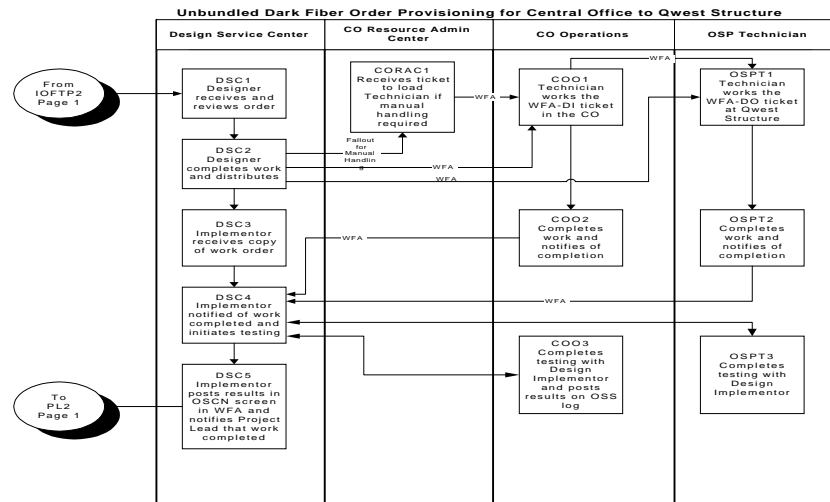 Unbundled Dark Fiber Order Provisioning for Central Office to Qwest Structure
Design Service Center
CO Resource Admin
Center
CO Operations
OSP Technician
From
IOFTP2
Page 1
DSC1
Designer
receives and
reviews order
CORAC1
Receives ticket
to load
Technician if
manual
handling
required
WFA
COO1
Technician
works the
WFA-DI ticket
in the CO
WFA
OSPT1
Technician
works the
WFA-DO ticket
at Qwest
Structure
DSC2
Designer
completes work
and distributes
Fallout
for
Manual
Handlin
g
WFA
WFA
DSC3
Implementor
receives copy
of work order
WFA
COO2
Completes
work and
notifies of
completion
OSPT2
Completes
work and
notifies of
completion
DSC4
Implementor
notified of work
completed and
initiates testing
WFA
To
PL2
Page 1
DSC5
Implementor
posts results in
OSCN screen
in WFA and
notifies Project
Lead that work
completed
COO3
Completes
testing with
Design
Implementor
and posts
results on OSS
log
OSPT3
Completes
testing with
Design
Implementor